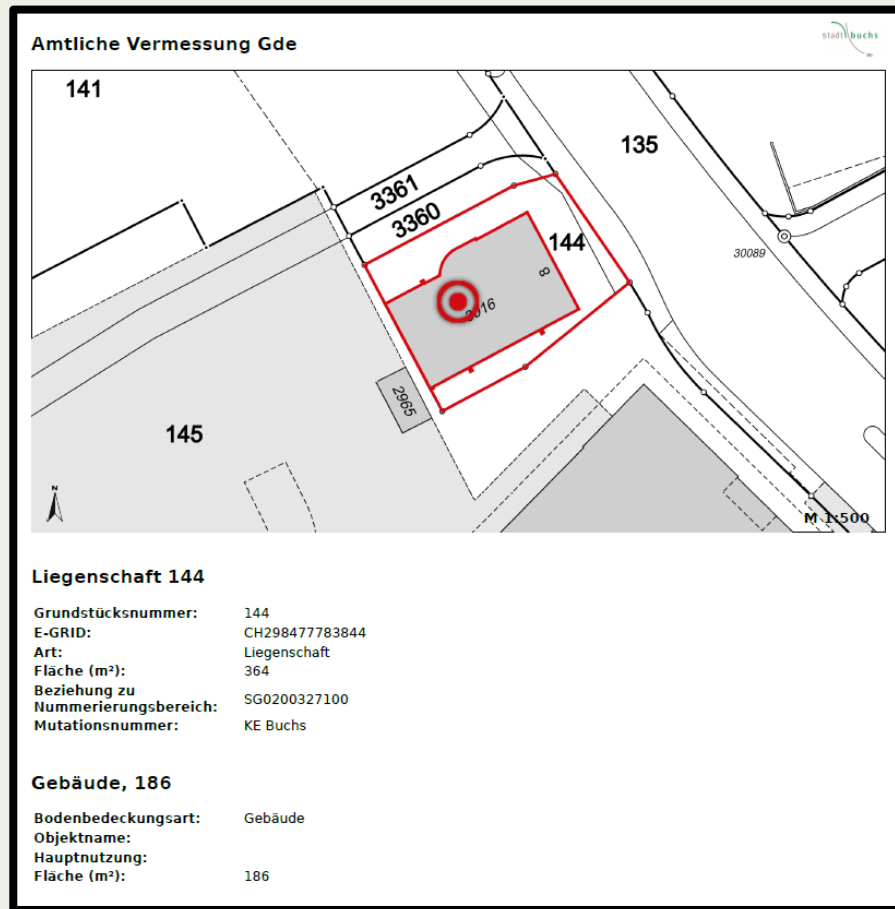 Amtliche Vermessung Gde
stadt buchs
141
135
3361
3360
144
30089
8
3016
2965
145
N
M 1:500
Liegenschaft 144
Grundstücksnummer: 144
E-GRID: CH298477783844
Art: Liegenschaft
Fläche (m²): 364
Beziehung zu
Nummerierungsbereich: SG0200327100
Mutationsnummer: KE Buchs
Gebäude, 186
Bodenbedeckungsart: Gebäude
Objektname:
Hauptnutzung:
Fläche (m²): 186